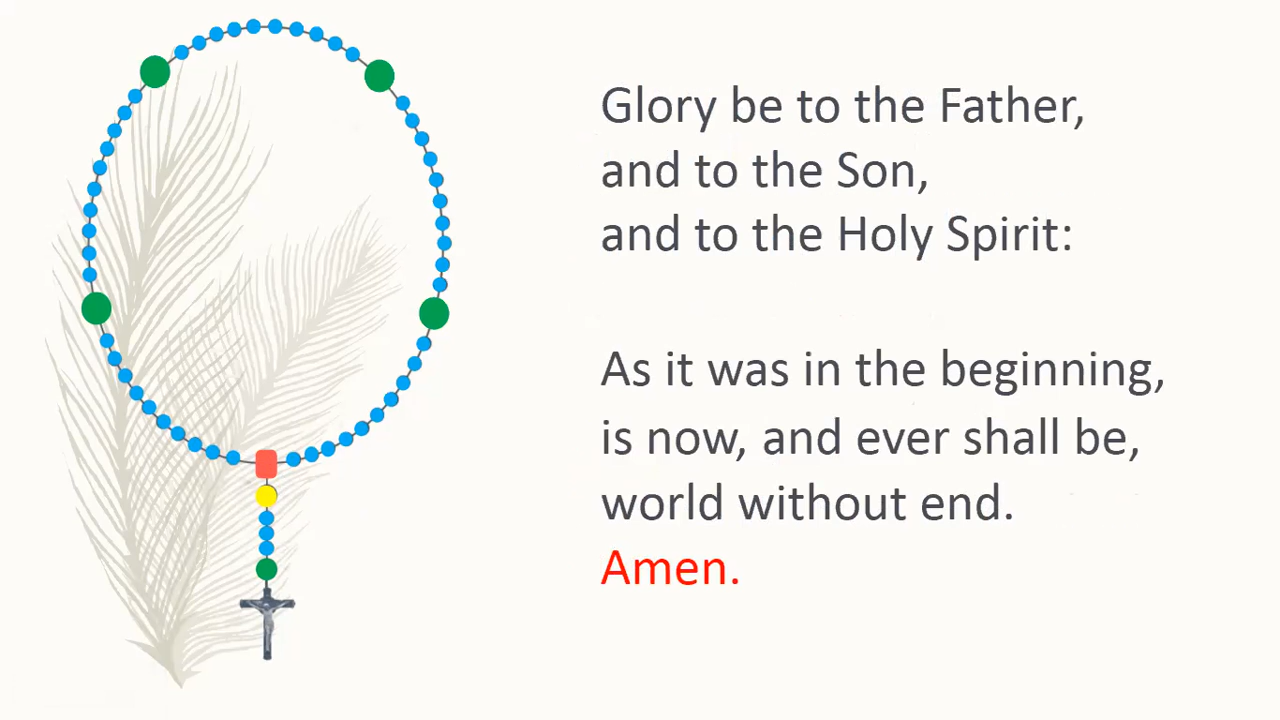 Glory be to the Father,
and to the Son,
and to the Holy Spirit:
As it was in the beginning,
is now, and ever shall be,
world without end.
Amen.